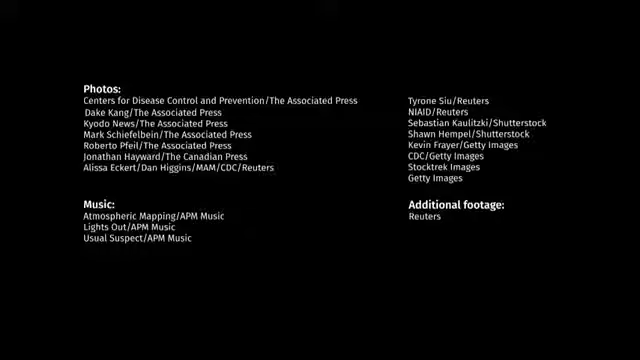 Photos:
Centers for Disease Control and Prevention/The Associated Press
Dake Kang/The Associated Press
Kyodo News/The Associated Press
Mark Schiefelbein/The Associated Press
Roberto Pfeil/The Associated Press
Jonathan Hayward/The Canadian Press
Alissa Eckert/Dan Higgins/MAM/CDC/Reuters
Tyrone Siu/Reuters
NIAID/Reuters
Sebastian Kaulitzki/Shutterstock
Shawn Hempel/Shutterstock
Kevin Frayer/Getty Images
CDC/Getty Images
Stocktrek Images
Getty Images
Music:
Atmospheric Mapping/APM Music
Lights Out/APM Music
Usual Suspect/APM Music
Additional footage:
Reuters